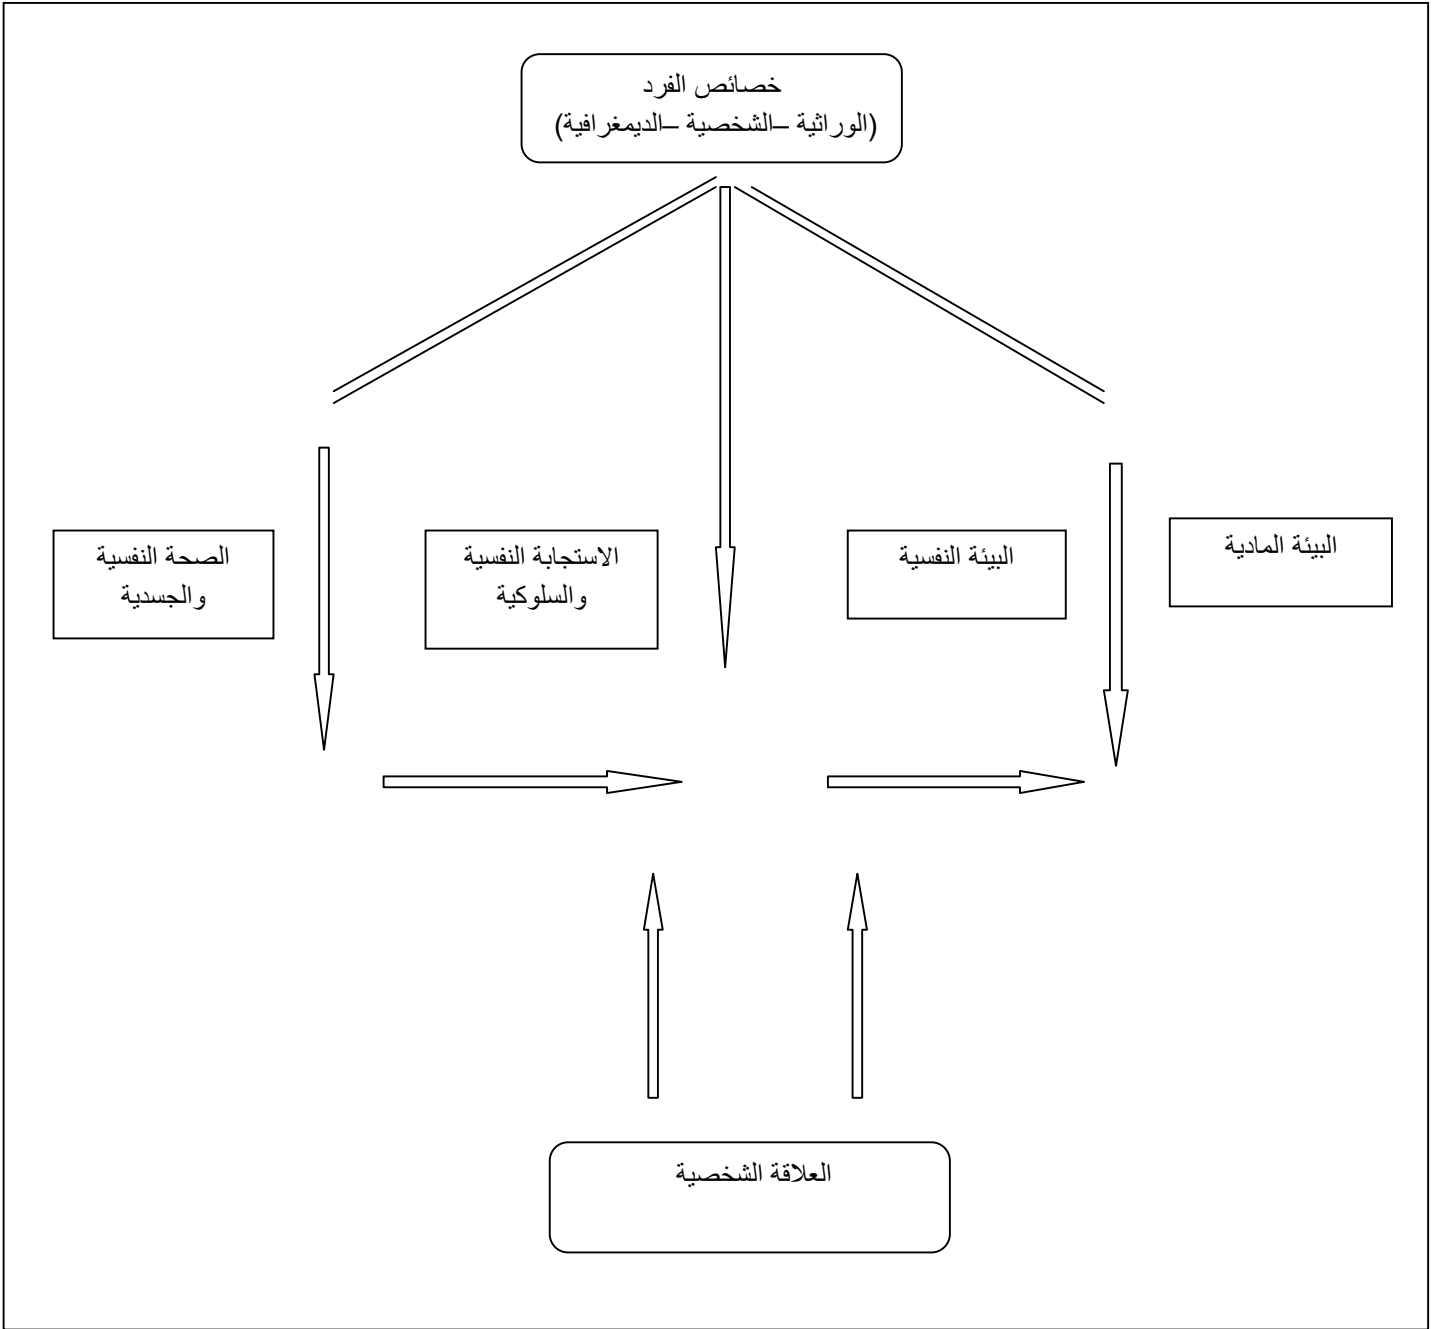 خصائص الفرد
(الوراثية –الشخصية –الديمغرافية)
البيئة المادية
البيئة النفسية
الاستجابة النفسية
والسلوكية
الصحة النفسية
والجسدية
العلاقة الشخصية